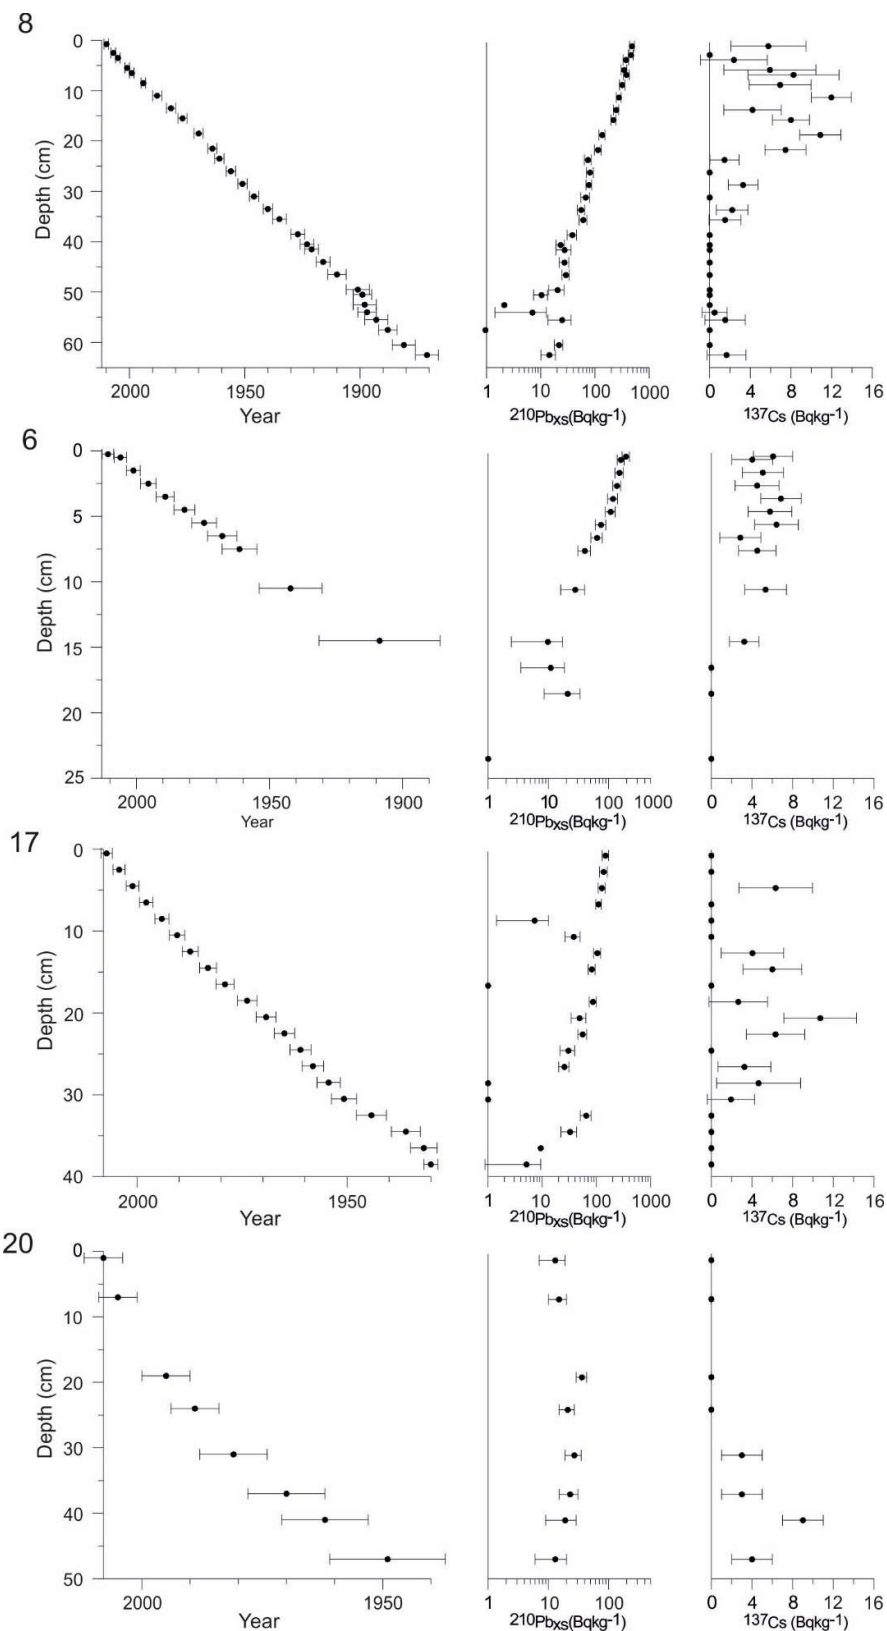 8
0
10
20
30
40
50
60
Depth (cm)
2000 1950 1900
Year
1 10 100 1000
210Pbxs(Bqkg-1)
0 4 8 12 16
137Cs (Bqkg-1)
6
0
5
10
15
20
25
Depth (cm)
2000 1950 1900
Year
1 10 100 1000
210Pbxs(Bqkg-1)
0 4 8 12 16
137Cs (Bqkg-1)
17
0
10
20
30
40
Depth (cm)
2000 1950
Year
1 10 100 1000
210Pbxs(Bqkg-1)
0 4 8 12 16
137Cs (Bqkg-1)
20
0
10
20
30
40
50
Depth (cm)
2000 1950
Year
1 10 100
210Pbxs(Bqkg-1)
0 4 8 12 16
137Cs (Bqkg-1)